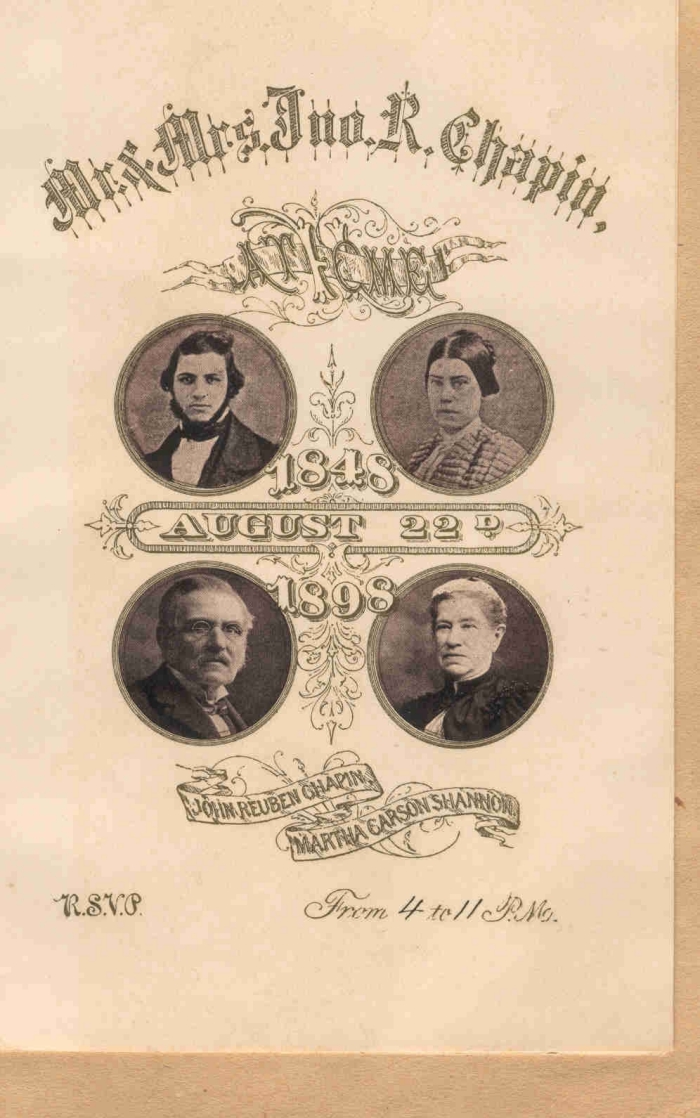 Mr. & Mrs. Jno. R. Chapin,
AT HOME
1848
AUGUST 22D
1898
JOHN REUBEN CHAPIN,
MARTHA CARSON SHANNON
R.S.V.P. From 4 to 11 P.M.